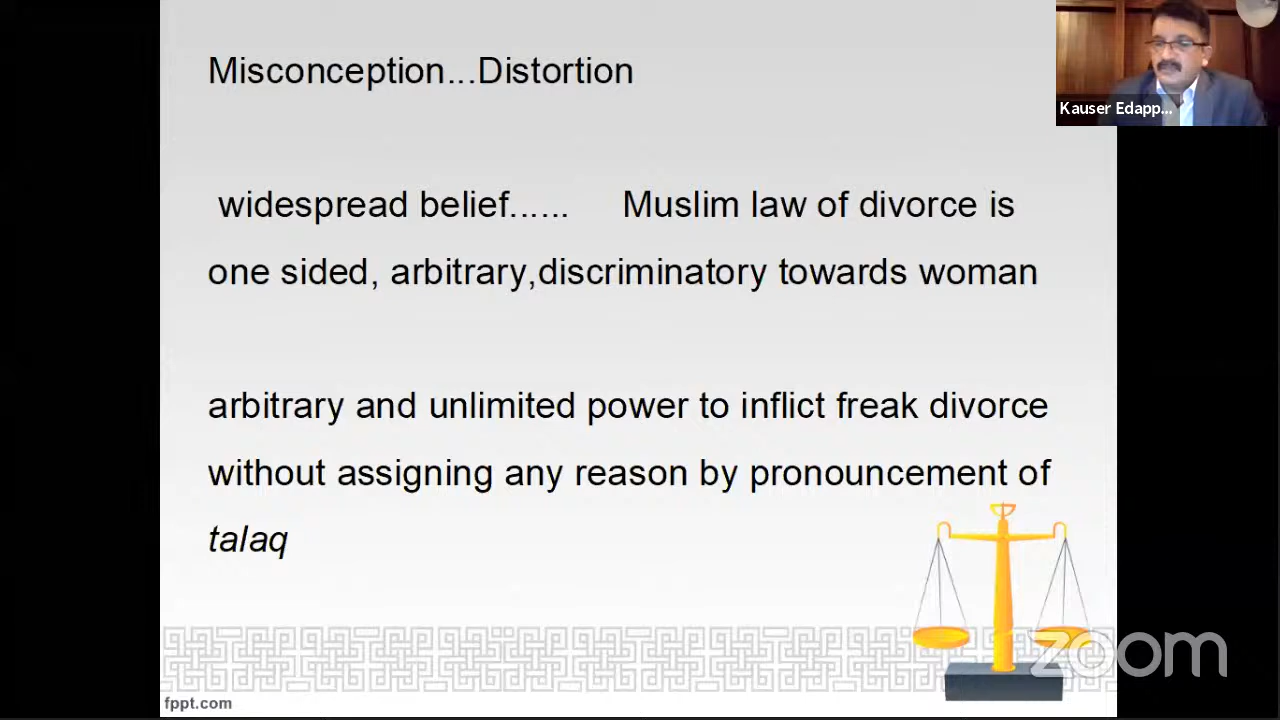 Misconception...Distortion
Kauser Edapp...
widespread belief...... Muslim law of divorce is
one sided, arbitrary,discriminatory towards woman
arbitrary and unlimited power to inflict freak divorce
without assigning any reason by pronouncement of
talaq
zoom
fppt.com